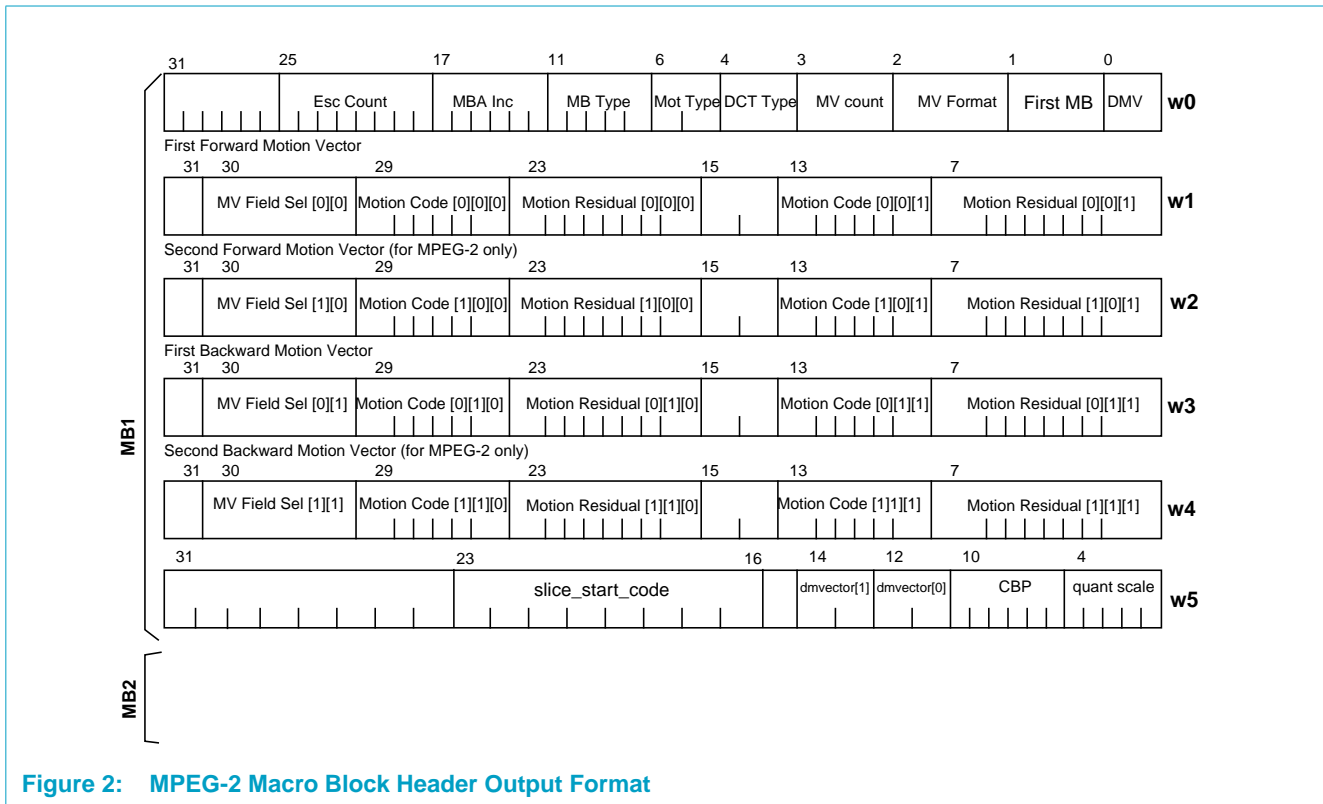 31 25 17 11 6 4 3 2 1 0
Esc Count MBA Inc MB Type Mot Type DCT Type MV count MV Format First MB DMV w0
First Forward Motion Vector
31 30 29 23 15 13 7
MV Field Sel [0][0] Motion Code [0][0][0] Motion Residual [0][0][0] Motion Code [0][0][1] Motion Residual [0][0][1] w1
Second Forward Motion Vector (for MPEG-2 only)
31 30 29 23 15 13 7
MV Field Sel [1][0] Motion Code [1][0][0] Motion Residual [1][0][0] Motion Code [1][0][1] Motion Residual [1][0][1] w2
First Backward Motion Vector
31 30 29 23 15 13 7
MV Field Sel [0][1] Motion Code [0][1][0] Motion Residual [0][1][0] Motion Code [0][1][1] Motion Residual [0][1][1] w3
Second Backward Motion Vector (for MPEG-2 only)
31 30 29 23 15 13 7
MV Field Sel [1][1] Motion Code [1][1][0] Motion Residual [1][1][0] Motion Code [1]1][1] Motion Residual [1][1][1] w4
31 23 16 14 12 10 4
slice_start_code dmvector[1] dmvector[0] CBP quant scale w5
MB1
MB2
Figure 2: MPEG-2 Macro Block Header Output Format